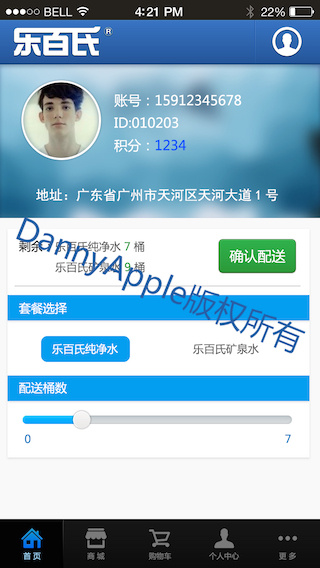 BELL 4:21 PM 22%
乐百氏®
账号：15912345678
ID:010203
积分：1234
地址：广东省广州市天河区天河大道 1 号
剩余：乐百氏纯净水 7 桶
乐百氏矿泉水 9 桶
确认配送
DannyApple版权所有
套餐选择
乐百氏纯净水 乐百氏矿泉水
配送桶数
0 7
首页 商城 购物车 个人中心 更多